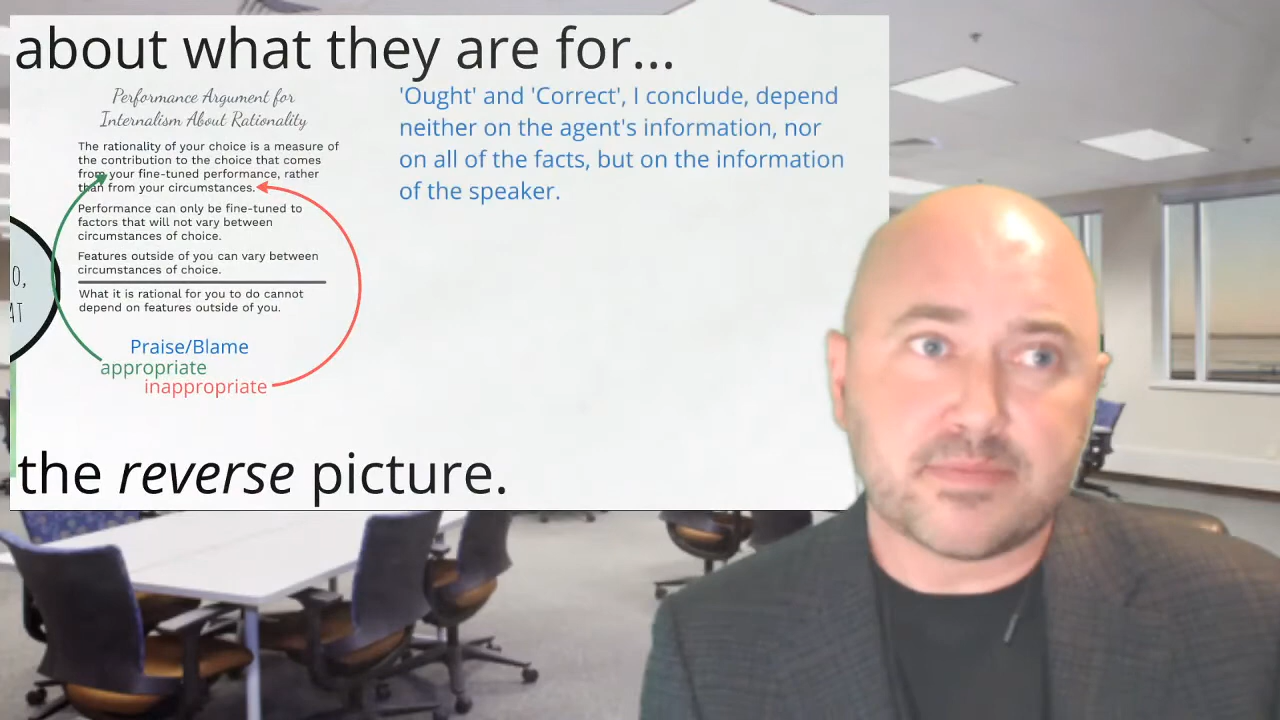 about what they are for...
Performance Argument for
Internalism About Rationality
The rationality of your choice is a measure of
the contribution to the choice that comes
from your fine-tuned performance, rather
than from your circumstances.
Performance can only be fine-tuned to
factors that will not vary between
circumstances of choice.
Features outside of you can vary between
circumstances of choice.
What it is rational for you to do cannot
depend on features outside of you.
Praise/Blame
appropriate
inappropriate
'Ought' and 'Correct', I conclude, depend
neither on the agent's information, nor
on all of the facts, but on the information
of the speaker.
the reverse picture.